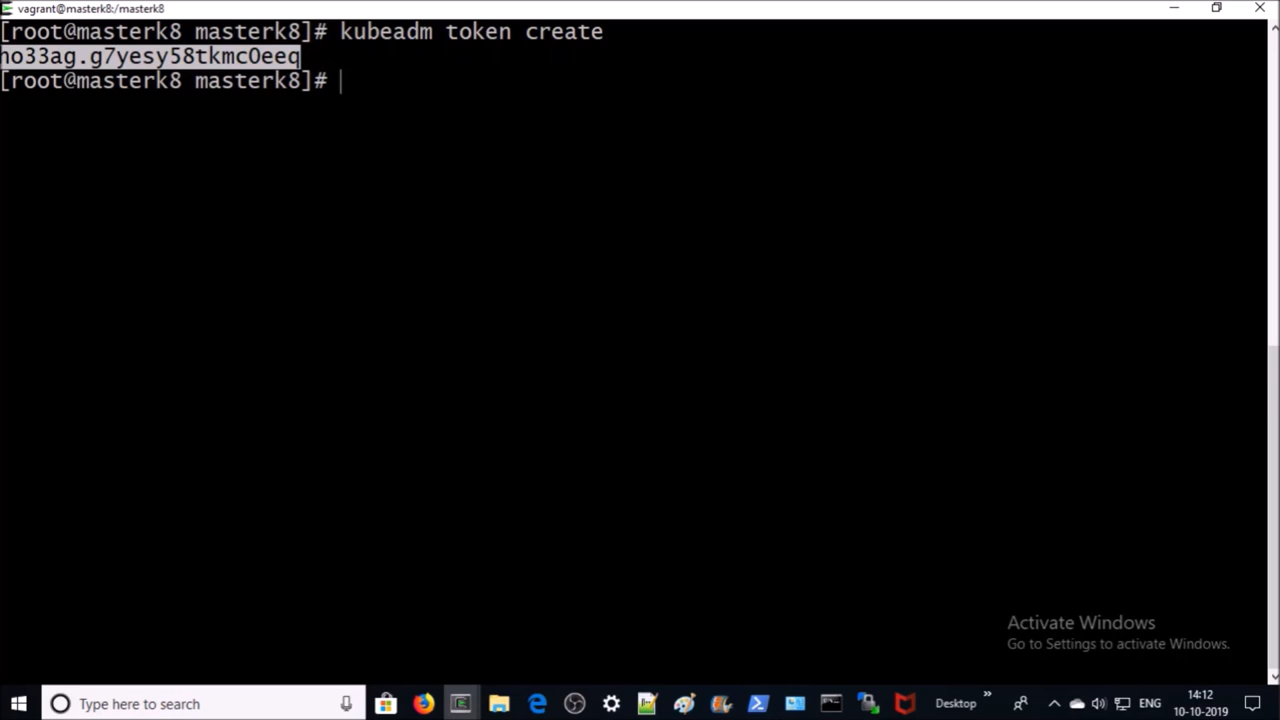 vagrant@masterk8:/masterk8
[root@masterk8 masterk8]# kubeadm token create
ho33ag.g7yesy58tkmc0eeq
[root@masterk8 masterk8]#
Activate Windows
Go to Settings to activate Windows.
Type here to search
Desktop
ENG
14:12
10-10-2019